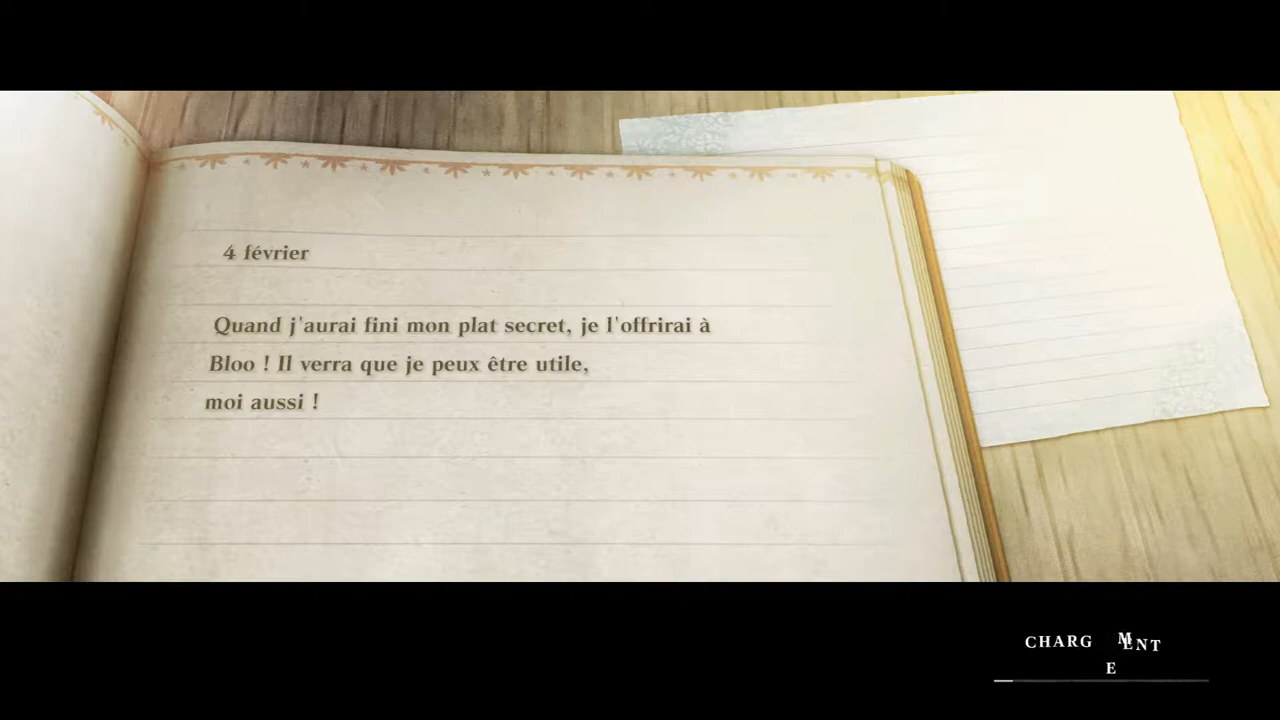 4 février
Quand j'aurai fini mon plat secret, je l'offrirai à
Bloo ! Il verra que je peux être utile,
moi aussi !
CHARGEMENT